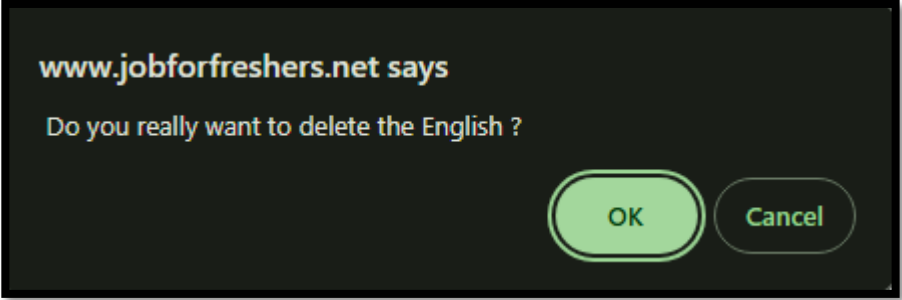 www.jobforfreshers.net says
Do you really want to delete the English ?
OK
Cancel